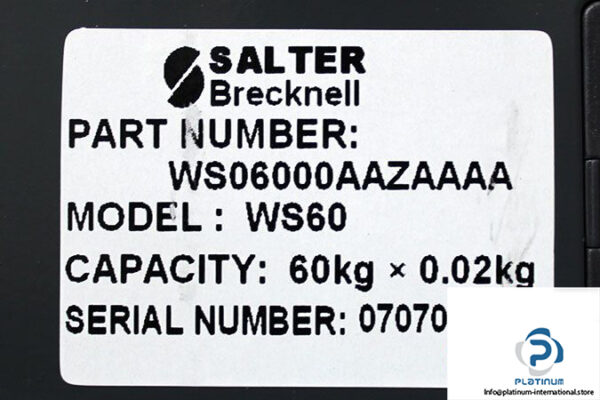 SALTER
Brecknell
PART NUMBER:
WS06000AAZAAAA
MODEL: WS60
CAPACITY: 60kg × 0.02kg
SERIAL NUMBER: 07070
PLATINUM
Info@platinum-international.store